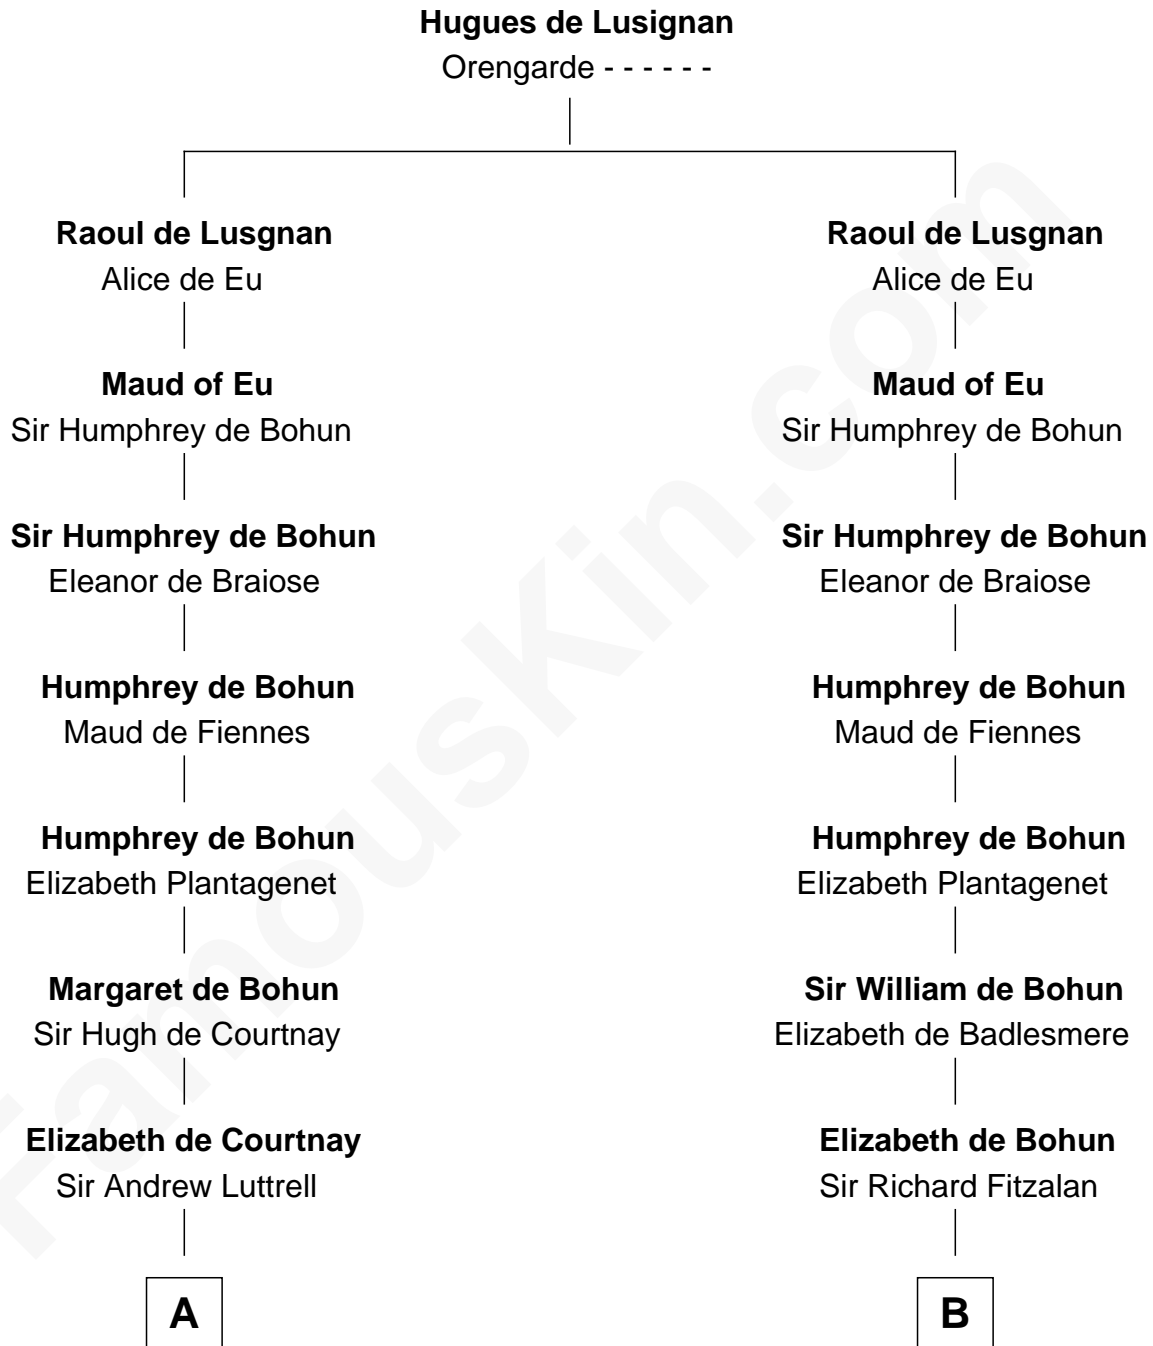 Hugues de Lusignan
Orengarde - - - - - -
Raoul de Lusgnan
Alice de Eu
Raoul de Lusgnan
Alice de Eu
Maud of Eu
Sir Humphrey de Bohun
Maud of Eu
Sir Humphrey de Bohun
Sir Humphrey de Bohun
Eleanor de Braiose
Sir Humphrey de Bohun
Eleanor de Braiose
Humphrey de Bohun
Maud de Fiennes
Humphrey de Bohun
Maud de Fiennes
Humphrey de Bohun
Elizabeth Plantagenet
Humphrey de Bohun
Elizabeth Plantagenet
Margaret de Bohun
Sir Hugh de Courtnay
Sir William de Bohun
Elizabeth de Badlesmere
Elizabeth de Courtnay
Sir Andrew Luttrell
Elizabeth de Bohun
Sir Richard Fitzalan
A
B
FamousKin.com